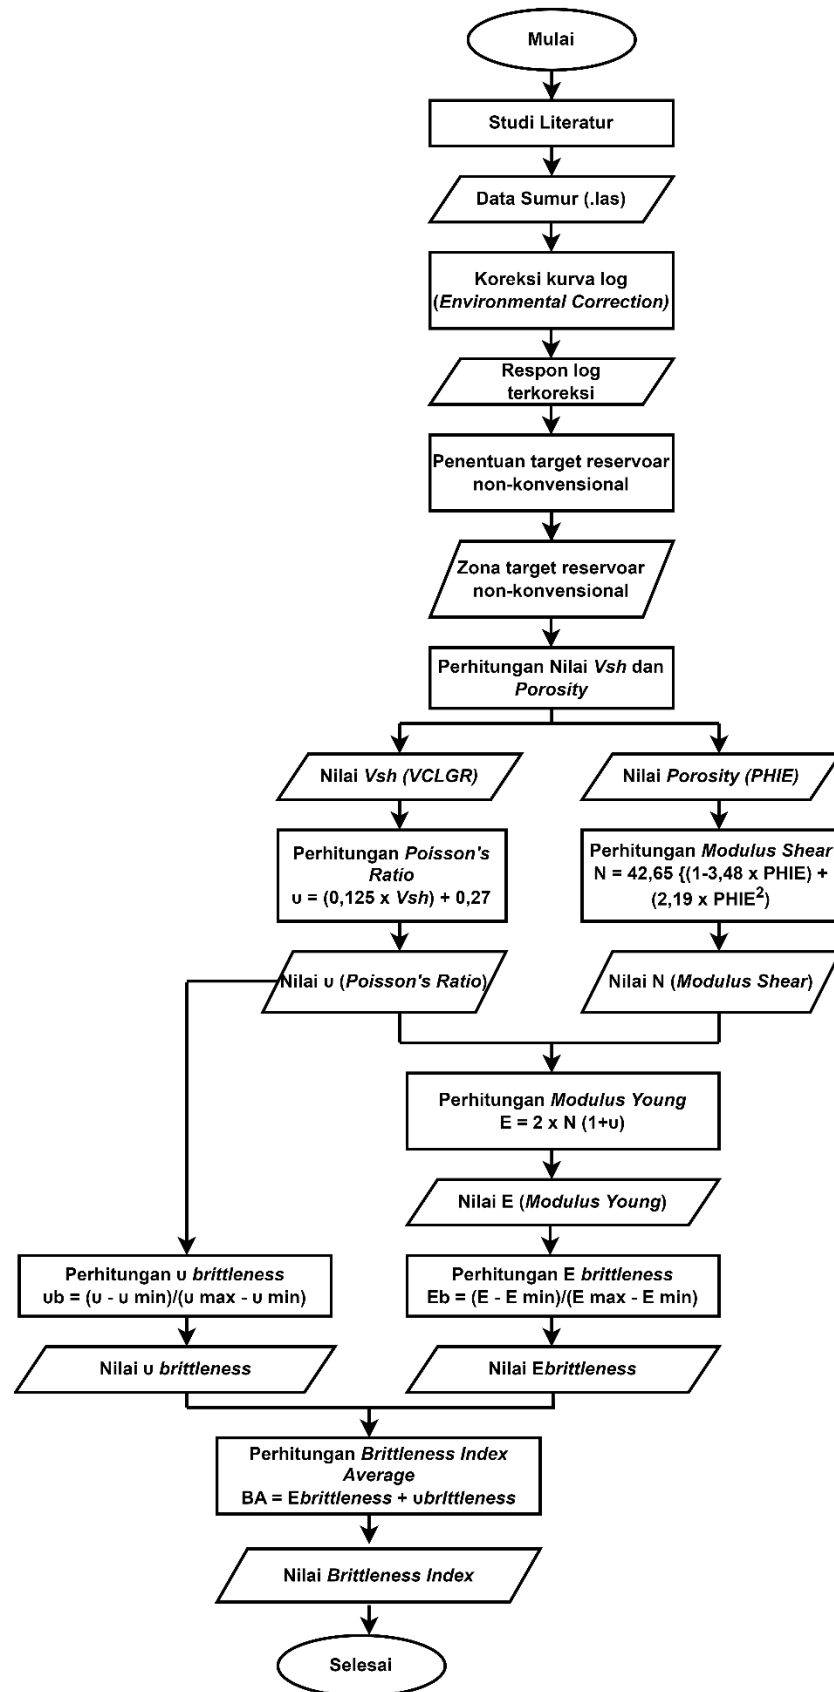 Mulai
Studi Literatur
Data Sumur (.las)
Koreksi kurva log
(Environmental Correction)
Respon log
terkoreksi
Penentuan target reservoar
non-konvensional
Zona target reservoar
non-konvensional
Perhitungan Nilai Vsh dan
Porosity
Nilai Vsh (VCLGR)
Nilai Porosity (PHIE)
Perhitungan Poisson's
Ratio
υ = (0,125 x Vsh) + 0,27
Perhitungan Modulus Shear
N = 42,65 {(1-3,48 x PHIE) +
(2,19 x PHIE²)
Nilai υ (Poisson's Ratio)
Nilai N (Modulus Shear)
Perhitungan Modulus Young
E = 2 x N (1+υ)
Nilai E (Modulus Young)
Perhitungan υ brittleness
υb = (υ - υ min)/(υ max - υ min)
Perhitungan E brittleness
Eb = (E - E min)/(E max - E min)
Nilai υ brittleness
Nilai Ebrittleness
Perhitungan Brittleness Index
Average
BA = Ebrittleness + υbrIttleness
Nilai Brittleness Index
Selesai